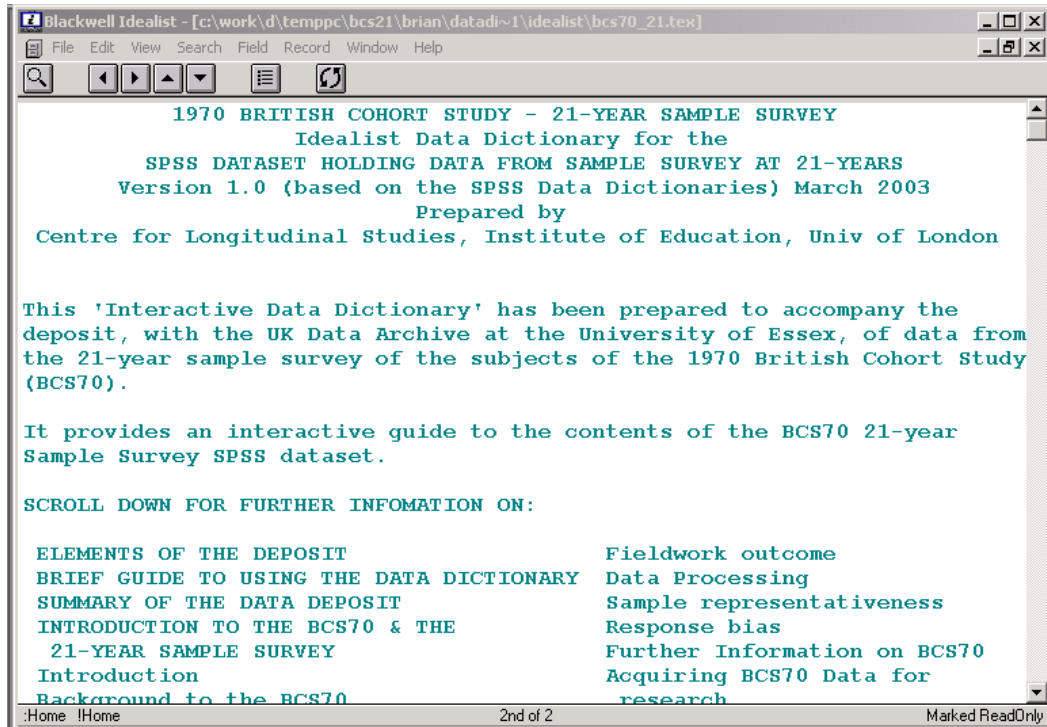 Blackwell Idealist - [c:\work\d\temppc\bcs21\brian\datadi~1\idealist\bcs70_21.tex]
File Edit View Search Field Record Window Help
1970 BRITISH COHORT STUDY - 21-YEAR SAMPLE SURVEY
Idealist Data Dictionary for the
SPSS DATASET HOLDING DATA FROM SAMPLE SURVEY AT 21-YEARS
Version 1.0 (based on the SPSS Data Dictionaries) March 2003
Prepared by
Centre for Longitudinal Studies, Institute of Education, Univ of London
This 'Interactive Data Dictionary' has been prepared to accompany the
deposit, with the UK Data Archive at the University of Essex, of data from
the 21-year sample survey of the subjects of the 1970 British Cohort Study
(BCS70).
It provides an interactive guide to the contents of the BCS70 21-year
Sample Survey SPSS dataset.
SCROLL DOWN FOR FURTHER INFOMATION ON:
ELEMENTS OF THE DEPOSIT Fieldwork outcome
BRIEF GUIDE TO USING THE DATA DICTIONARY Data Processing
SUMMARY OF THE DATA DEPOSIT Sample representativeness
INTRODUCTION TO THE BCS70 & THE Response bias
21-YEAR SAMPLE SURVEY Further Information on BCS70
Introduction Acquiring BCS70 Data for
Background to the BCS70 research
:Home !Home 2nd of 2 Marked ReadOnly